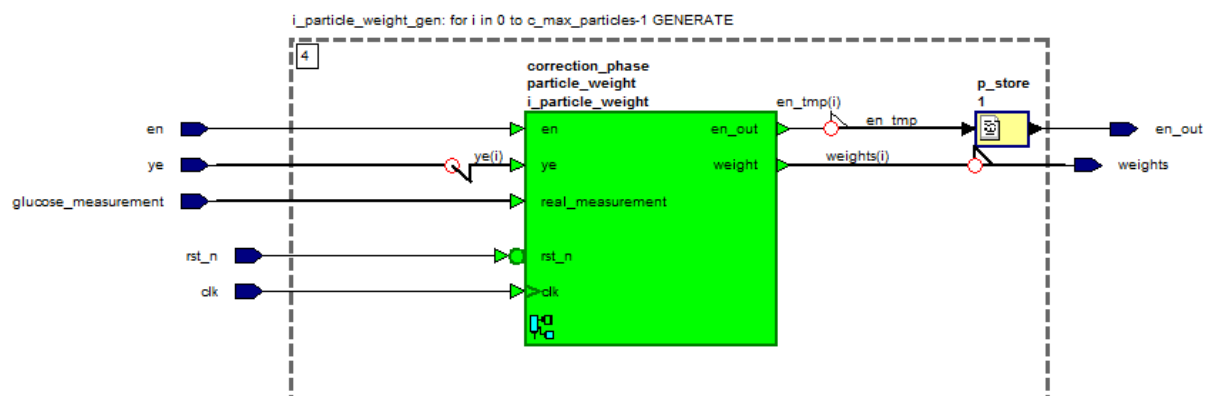 i_particle_weight_gen: for i in 0 to c_max_particles-1 GENERATE
4
correction_phase
particle_weight
i_particle_weight
p_store
1
en_tmp(i)
en_tmp
en
en
en_out
en_out
ye
ye(i)
ye
weight
weights(i)
weights
glucose_measurement
real_measurement
rst_n
rst_n
clk
clk